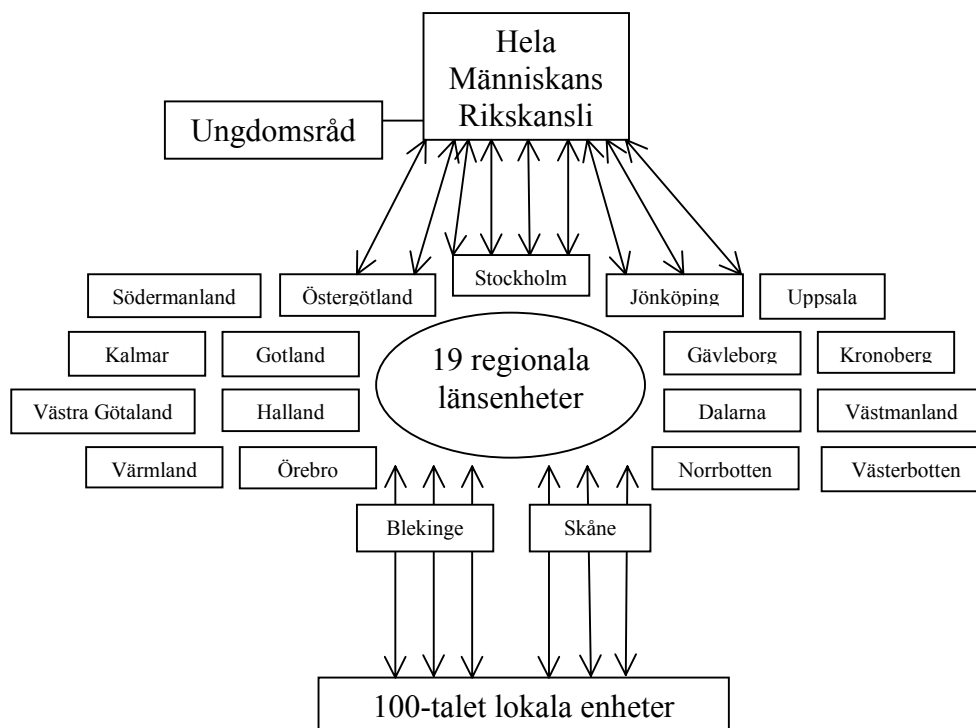 Hela
Människans
Rikskansli
Ungdomsråd
Stockholm
Södermanland
Östergötland
Jönköping
Uppsala
Kalmar
Gotland
19 regionala
länsenheter
Gävleborg
Kronoberg
Västra Götaland
Halland
Dalarna
Västmanland
Värmland
Örebro
Norrbotten
Västerbotten
Blekinge
Skåne
100-talet lokala enheter